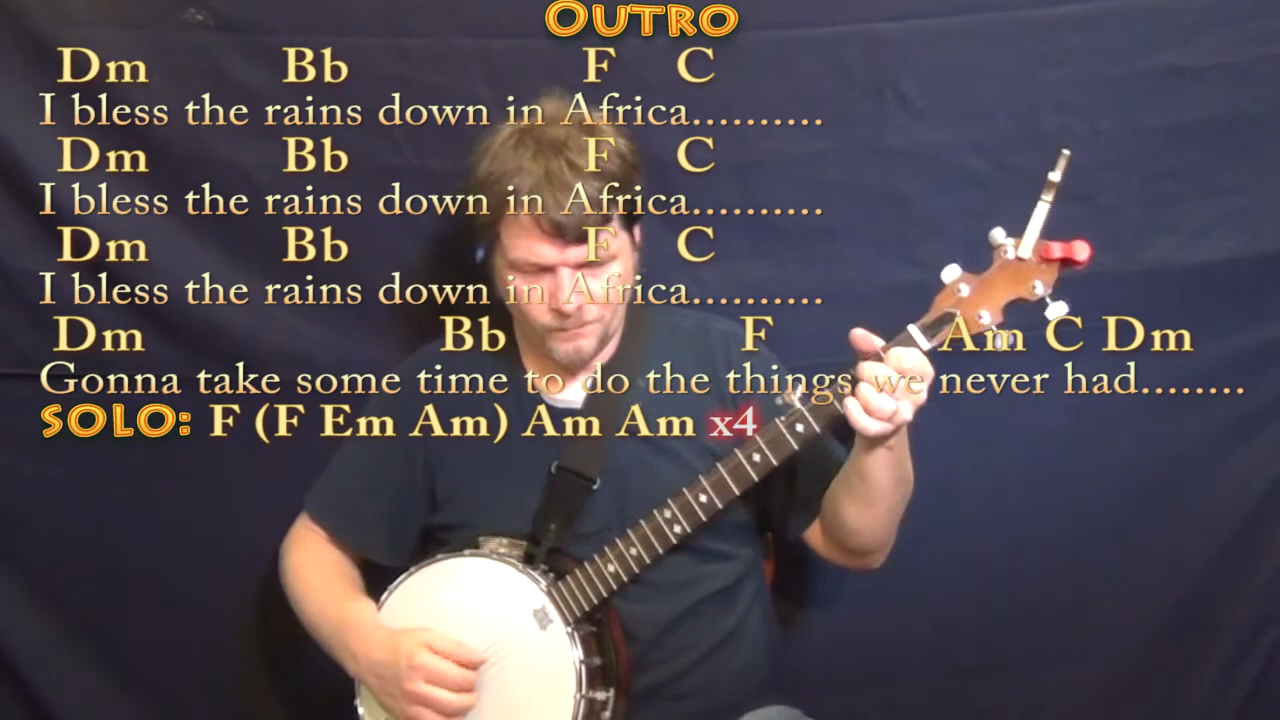 OUTRO
Dm Bb F C
I bless the rains down in Africa..........
Dm Bb F C
I bless the rains down in Africa..........
Dm Bb F C
I bless the rains down in Africa..........
Dm Bb F Am C Dm
Gonna take some time to do the things we never had........
SOLO: F (F Em Am) Am Am x4